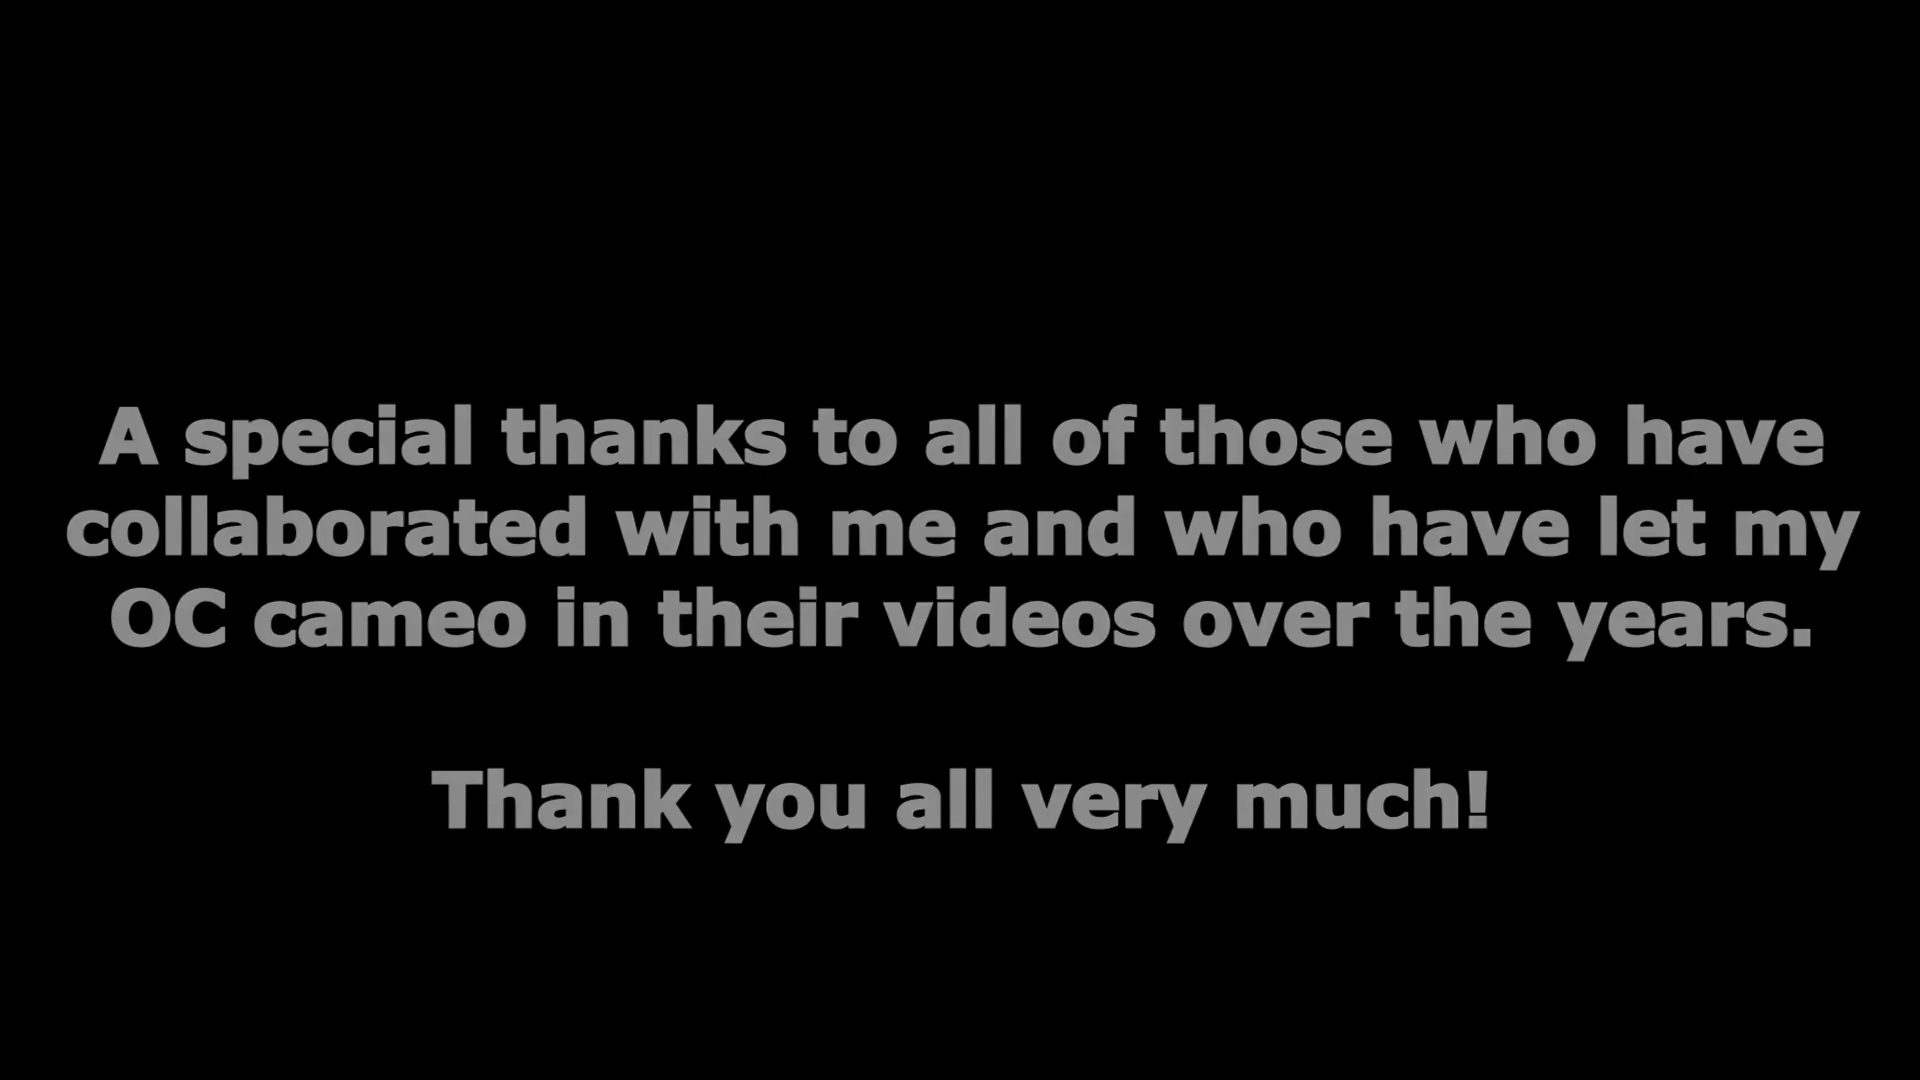 A special thanks to all of those who have
collaborated with me and who have let my
OC cameo in their videos over the years.
Thank you all very much!